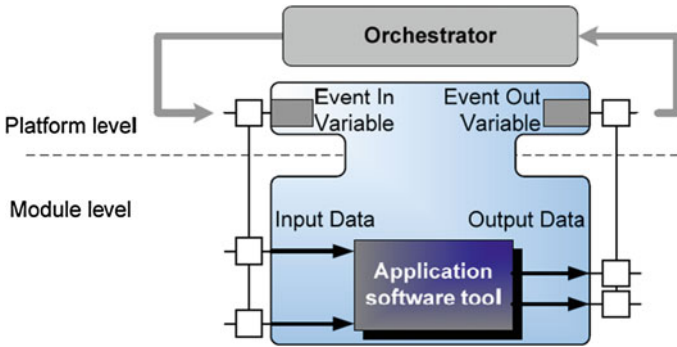 Orchestrator
Event In
Variable
Event Out
Variable
Platform level
Module level
Input Data
Output Data
Application
software tool